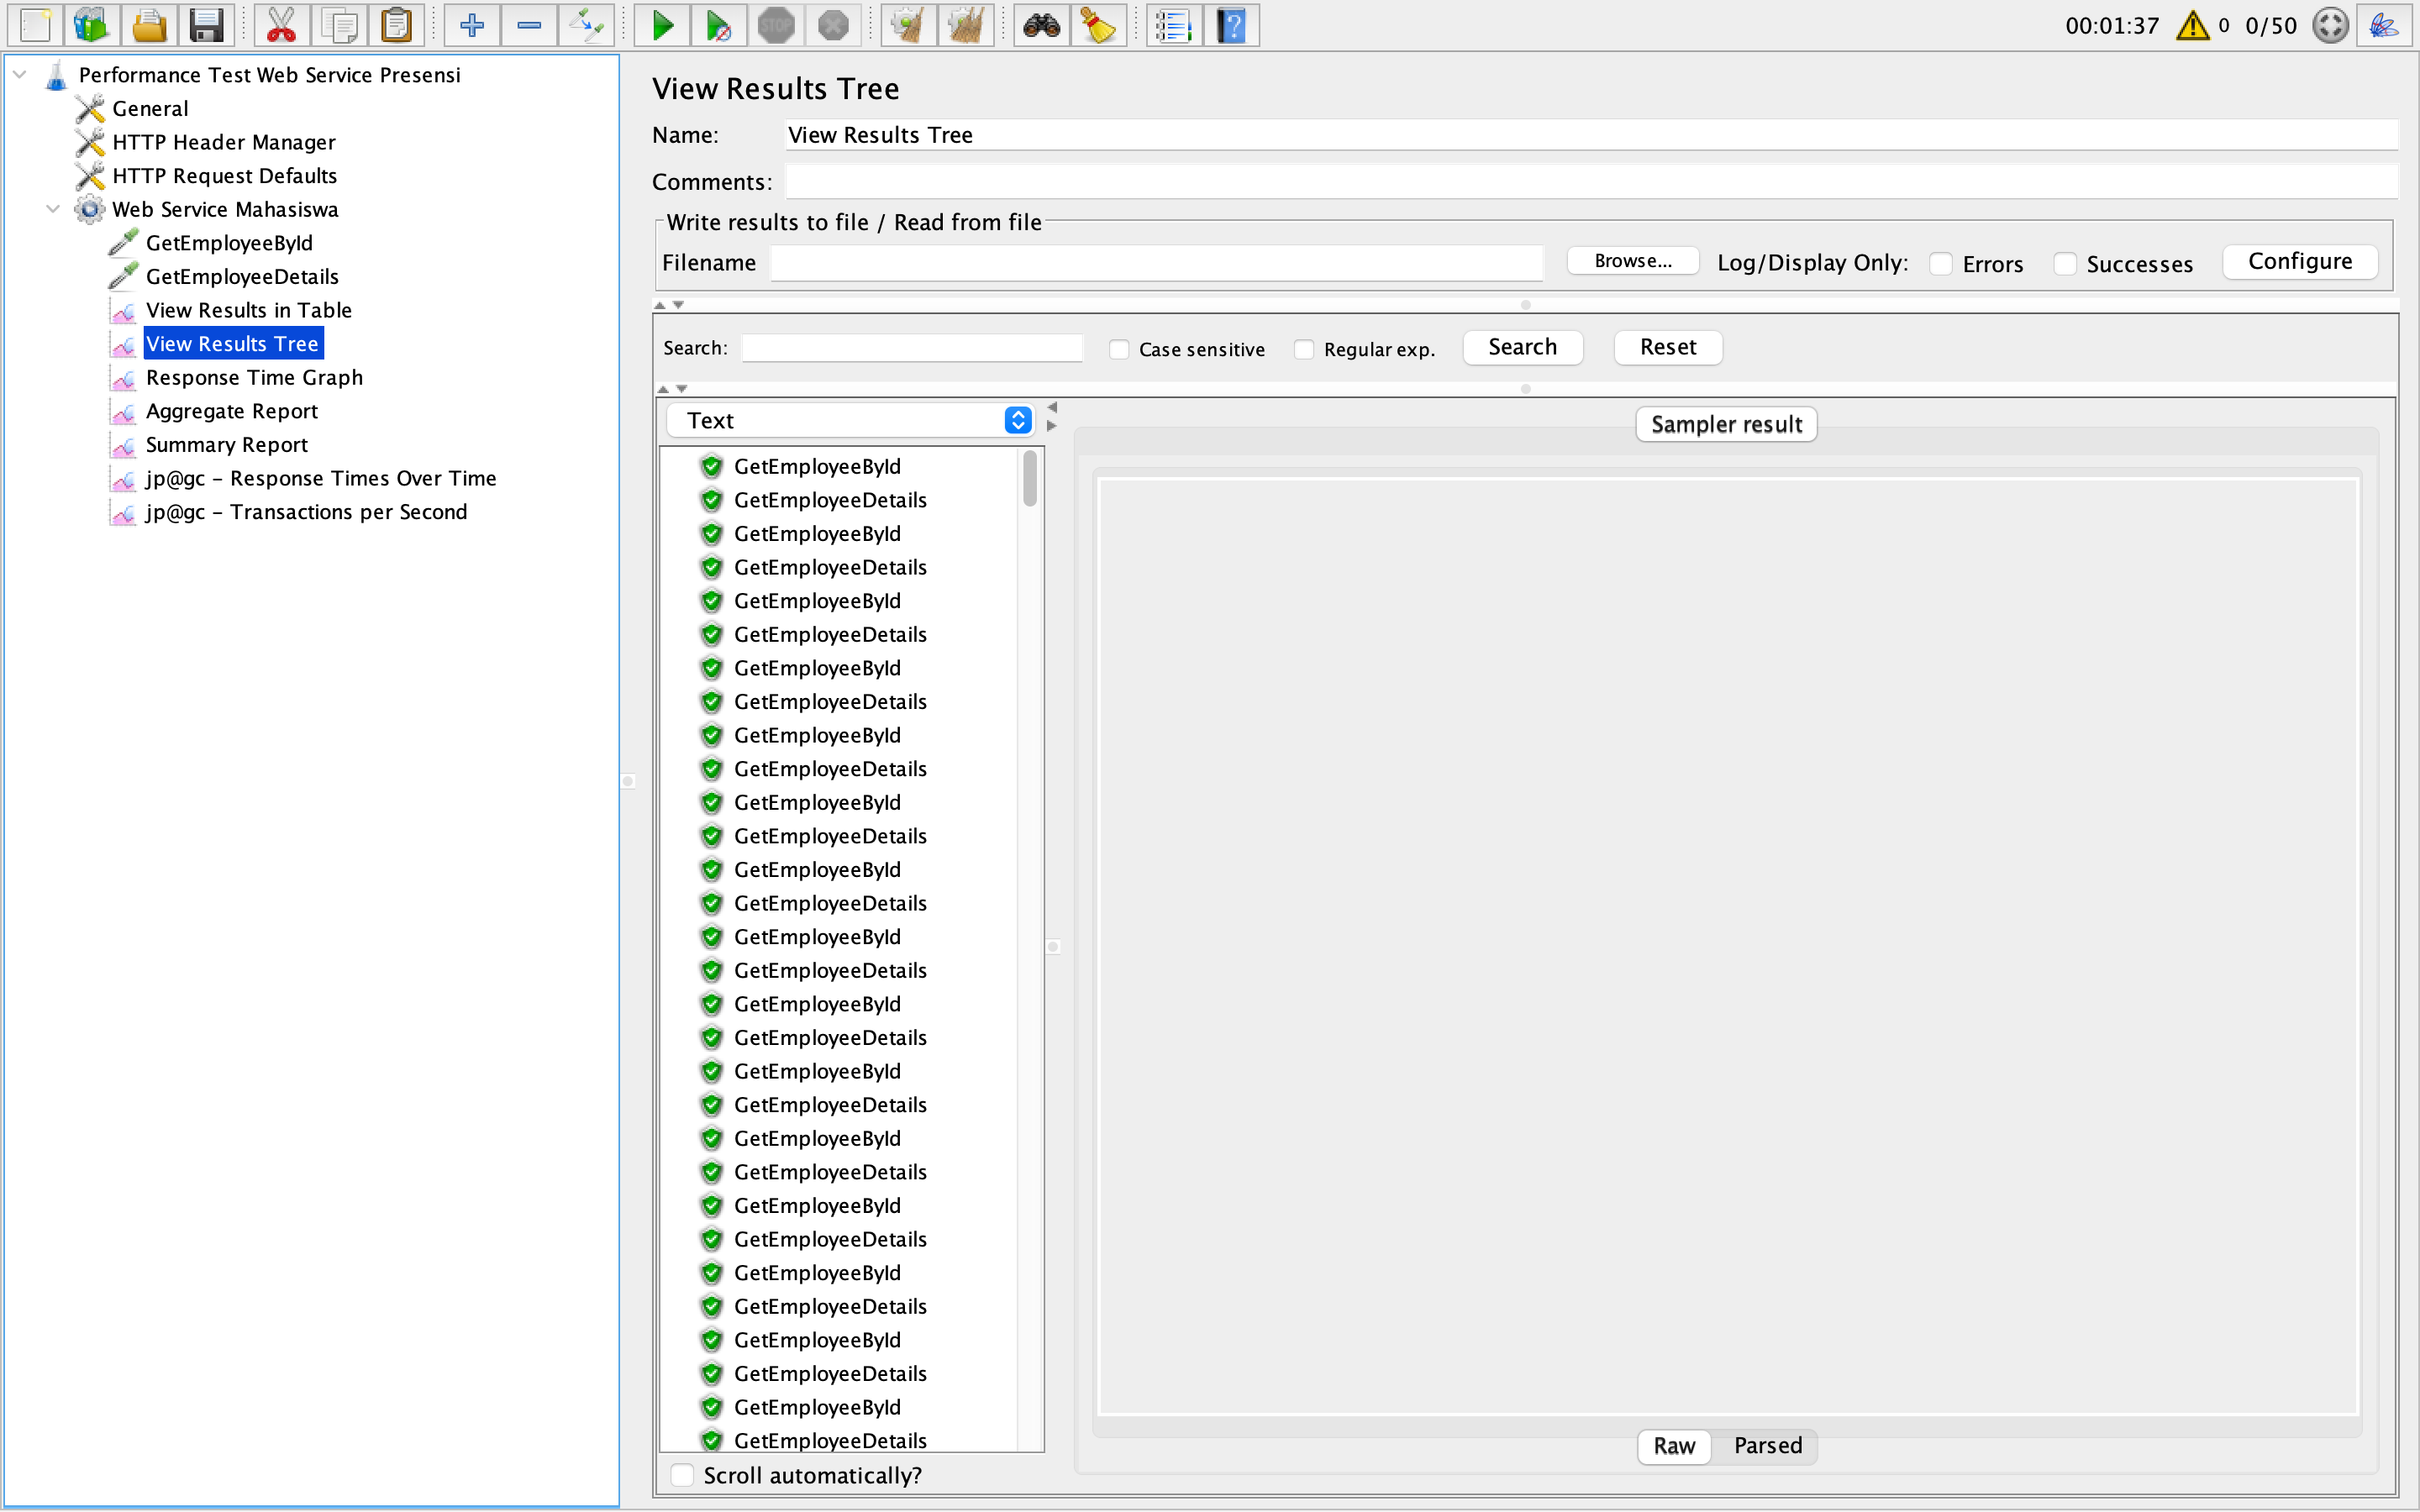 STOP
00:01:37 0 0/50
Performance Test Web Service Presensi
General
HTTP Header Manager
HTTP Request Defaults
Web Service Mahasiswa
GetEmployeeById
GetEmployeeDetails
View Results in Table
View Results Tree
Response Time Graph
Aggregate Report
Summary Report
jp@gc - Response Times Over Time
jp@gc - Transactions per Second
View Results Tree
Name: View Results Tree
Comments:
Write results to file / Read from file
Filename Browse... Log/Display Only: Errors Successes Configure
Search: Case sensitive Regular exp. Search Reset
Text
Sampler result
GetEmployeeById
GetEmployeeDetails
GetEmployeeById
GetEmployeeDetails
GetEmployeeById
GetEmployeeDetails
GetEmployeeById
GetEmployeeDetails
GetEmployeeById
GetEmployeeDetails
GetEmployeeById
GetEmployeeDetails
GetEmployeeById
GetEmployeeDetails
GetEmployeeById
GetEmployeeDetails
GetEmployeeById
GetEmployeeDetails
GetEmployeeById
GetEmployeeDetails
GetEmployeeById
GetEmployeeDetails
GetEmployeeById
GetEmployeeDetails
GetEmployeeById
GetEmployeeDetails
GetEmployeeById
GetEmployeeDetails
GetEmployeeById
GetEmployeeDetails
Raw Parsed
Scroll automatically?